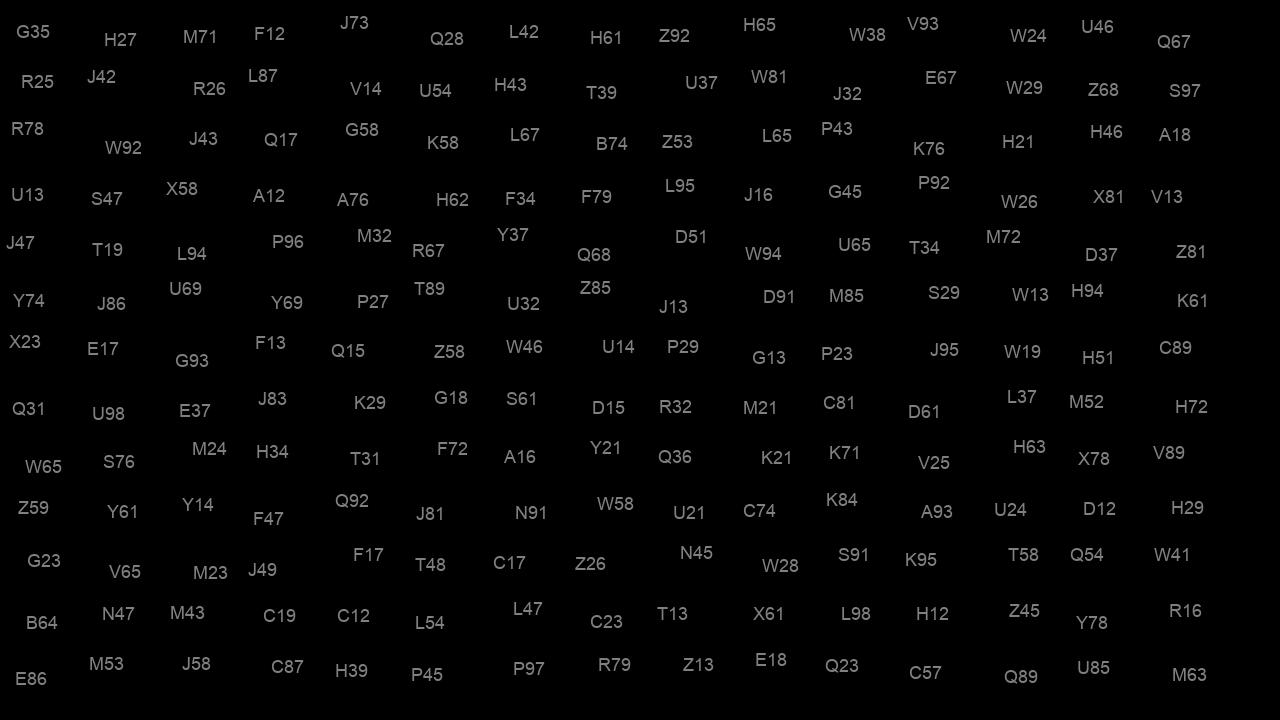 G35 H27 M71 F12 J73 Q28 L42 H61 Z92 H65 W38 V93 W24 U46 Q67
R25 J42 R26 L87 V14 U54 H43 T39 U37 W81 J32 E67 W29 Z68 S97
R78 W92 J43 Q17 G58 K58 L67 B74 Z53 L65 P43 K76 H21 H46 A18
U13 S47 X58 A12 A76 H62 F34 F79 L95 J16 G45 P92 W26 X81 V13
J47 T19 L94 P96 M32 R67 Y37 Q68 D51 W94 U65 T34 M72 D37 Z81
Y74 J86 U69 Y69 P27 T89 U32 Z85 J13 D91 M85 S29 W13 H94 K61
X23 E17 G93 F13 Q15 Z58 W46 U14 P29 G13 P23 J95 W19 H51 C89
Q31 U98 E37 J83 K29 G18 S61 D15 R32 M21 C81 D61 L37 M52 H72
W65 S76 M24 H34 T31 F72 A16 Y21 Q36 K21 K71 V25 H63 X78 V89
Z59 Y61 Y14 F47 Q92 J81 N91 W58 U21 C74 K84 A93 U24 D12 H29
G23 V65 M23 J49 F17 T48 C17 Z26 N45 W28 S91 K95 T58 Q54 W41
B64 N47 M43 C19 C12 L54 L47 C23 T13 X61 L98 H12 Z45 Y78 R16
E86 M53 J58 C87 H39 P45 P97 R79 Z13 E18 Q23 C57 Q89 U85 M63